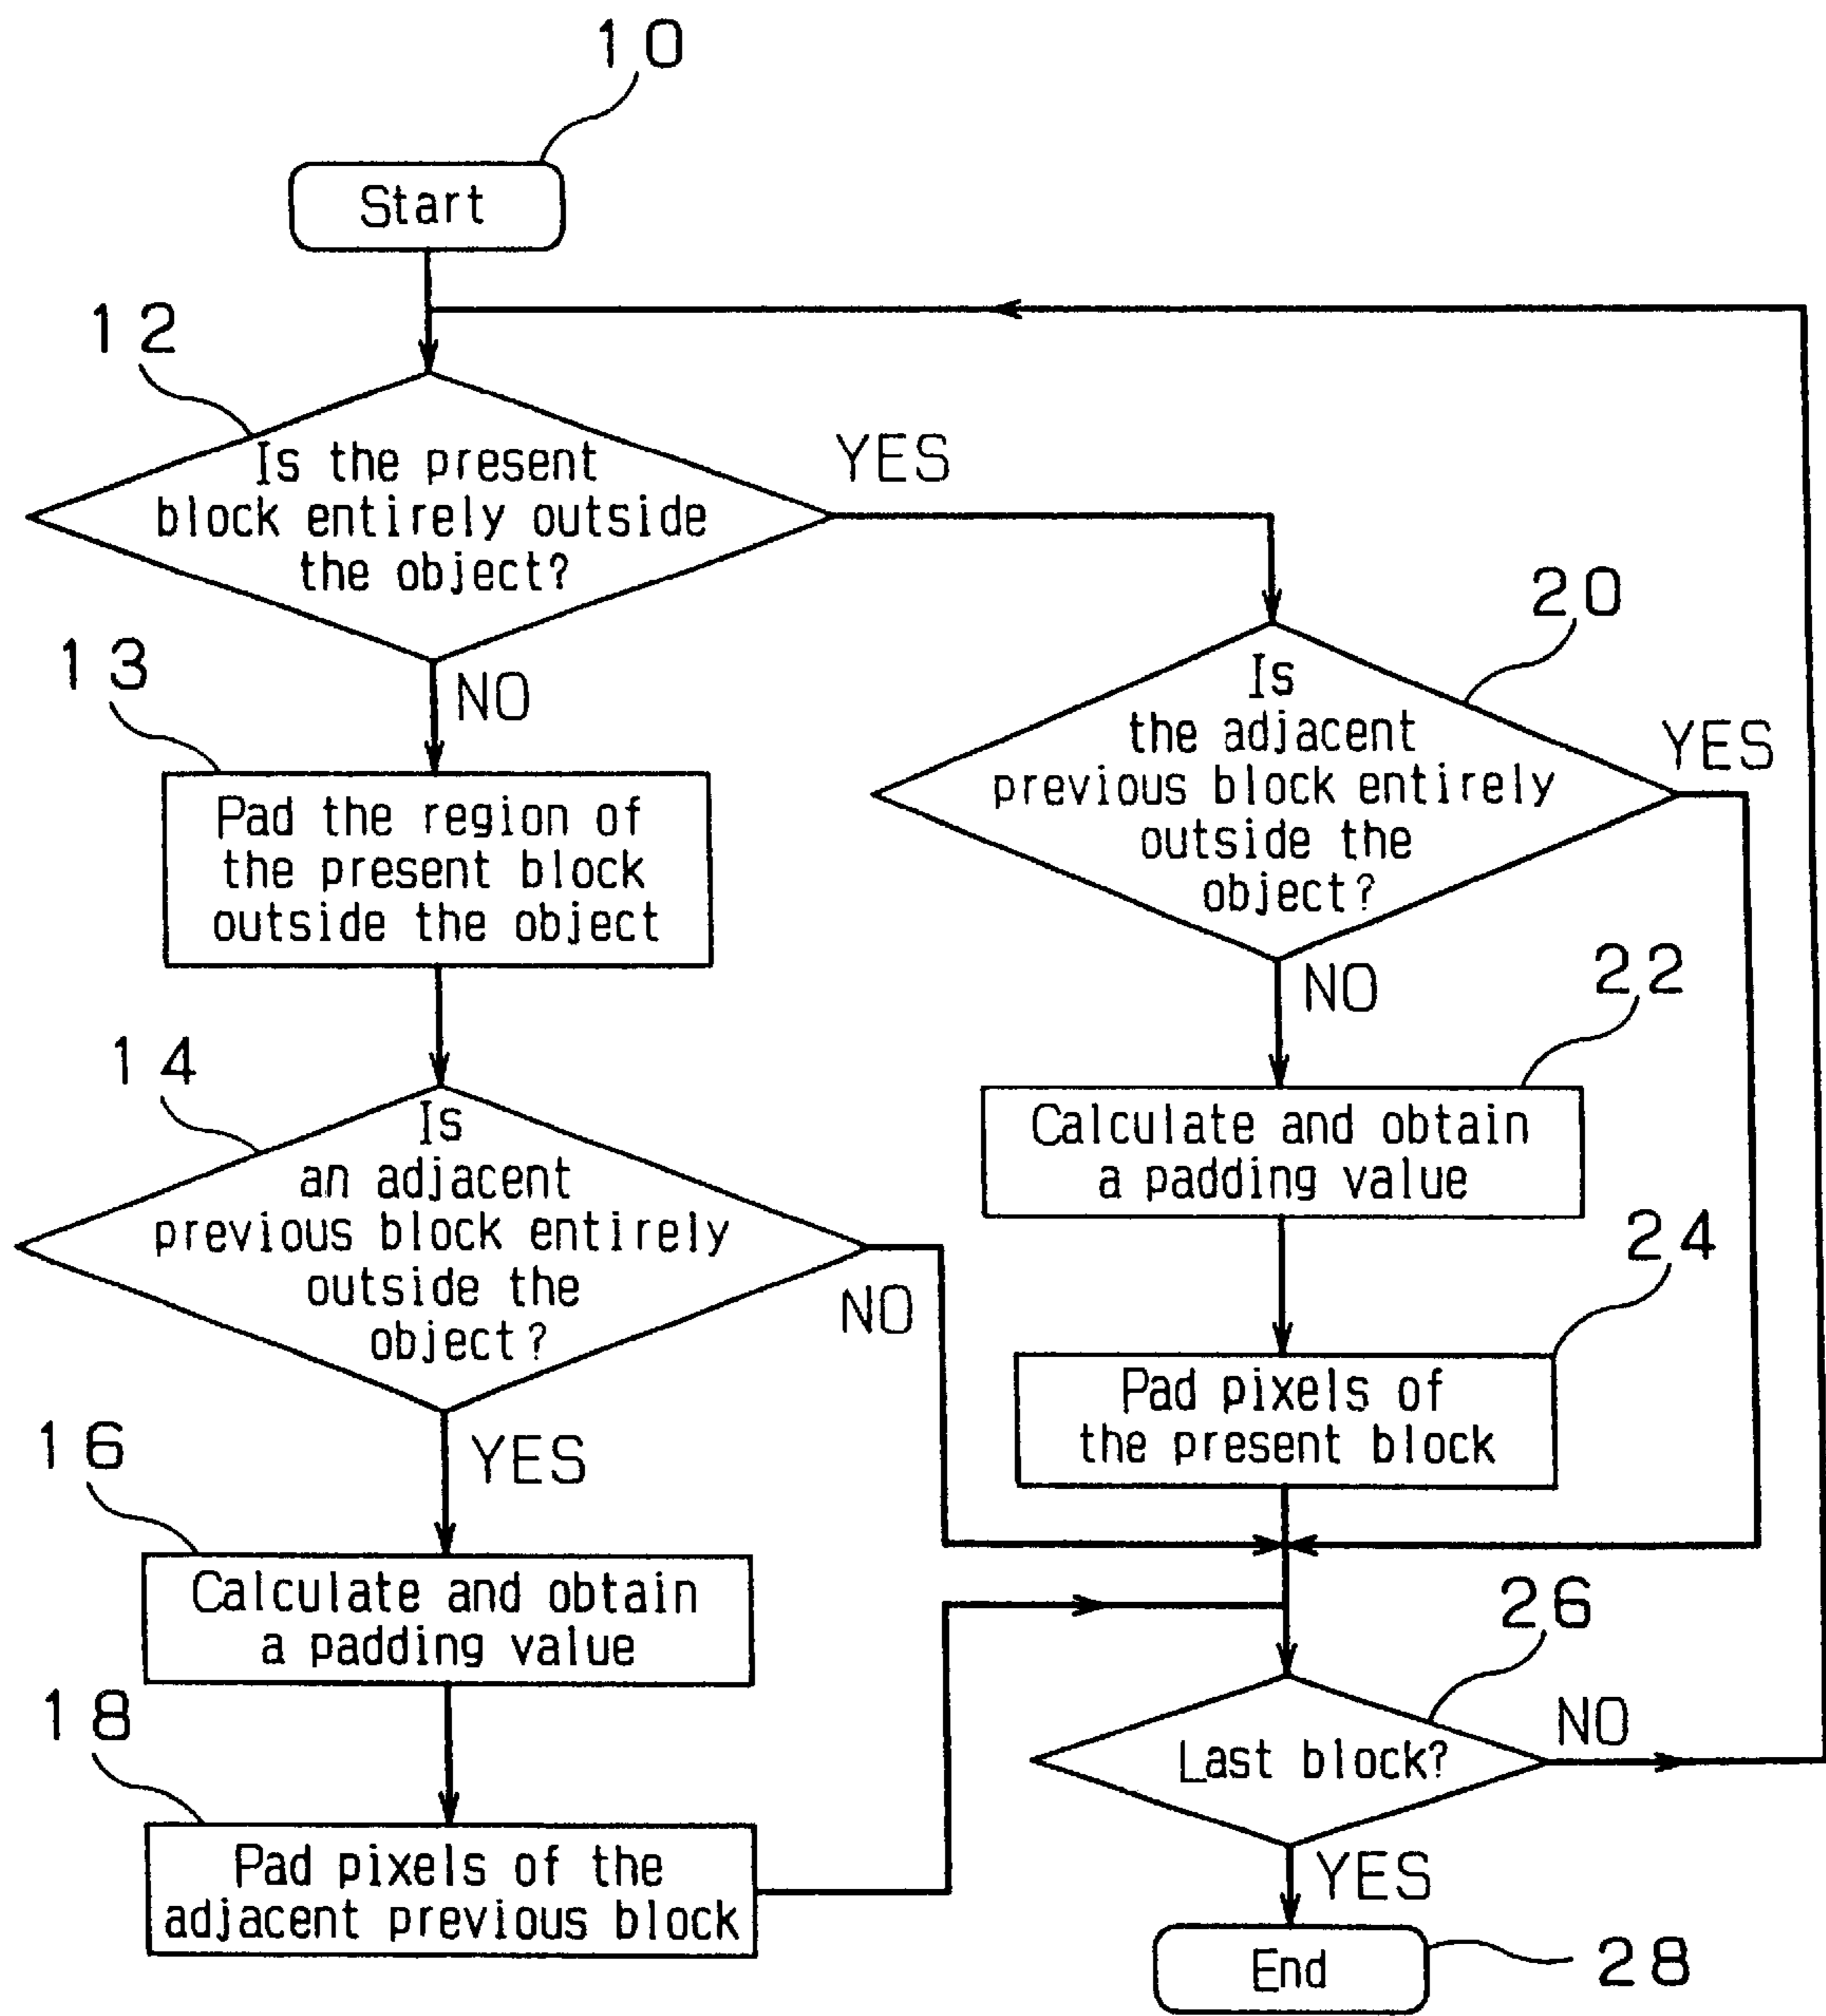 10
Start
12
Is the present
block entirely outside
the object?
YES
NO
13
Pad the region of
the present block
outside the object
14
Is
an adjacent
previous block entirely
outside the
object?
NO
YES
16
Calculate and obtain
a padding value
18
Pad pixels of the
adjacent previous block
20
Is
the adjacent
previous block entirely
outside the
object?
YES
NO
22
Calculate and obtain
a padding value
24
Pad pixels of
the present block
26
Last block?
NO
YES
End
28